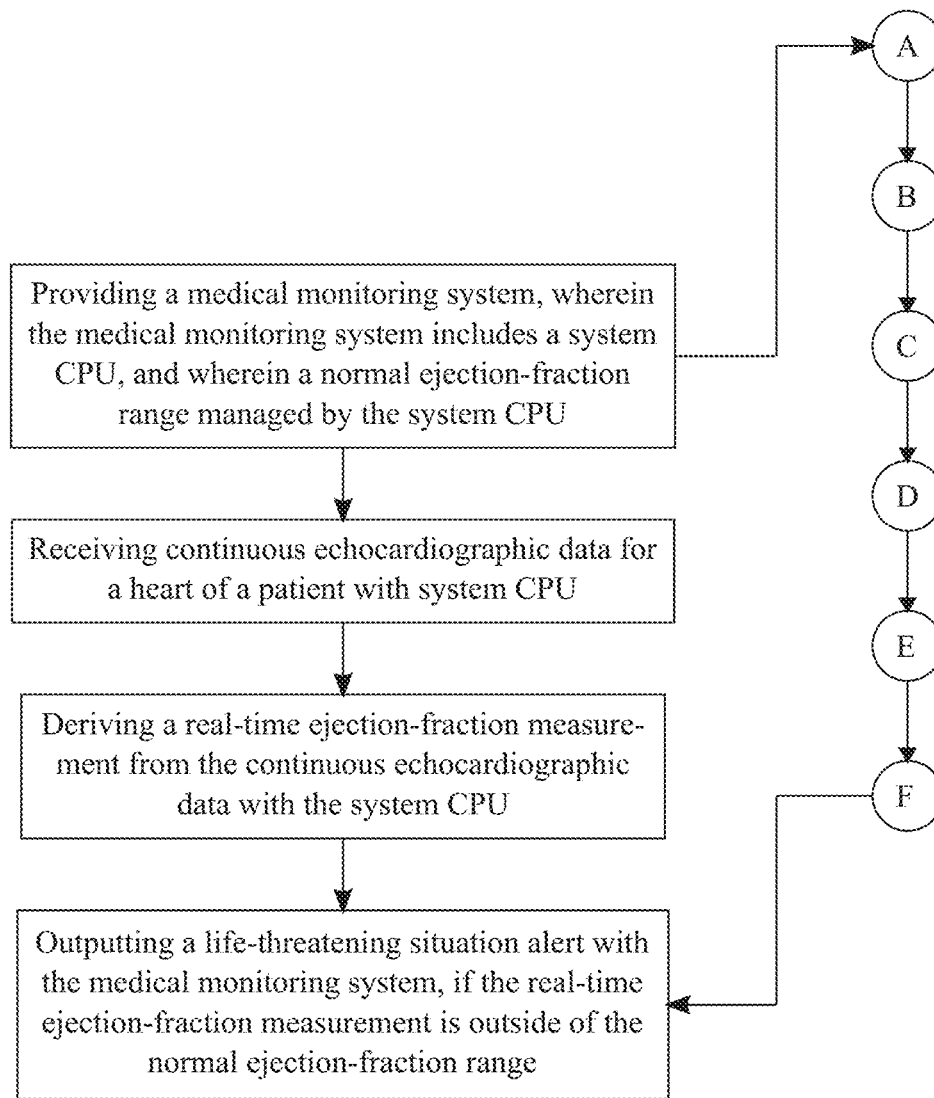 A
B
Providing a medical monitoring system, wherein
the medical monitoring system includes a system
CPU, and wherein a normal ejection-fraction
range managed by the system CPU
C
D
Receiving continuous echocardiographic data for
a heart of a patient with system CPU
E
Deriving a real-time ejection-fraction measure-
ment from the continuous echocardiographic
data with the system CPU
F
Outputting a life-threatening situation alert with
the medical monitoring system, if the real-time
ejection-fraction measurement is outside of the
normal ejection-fraction range